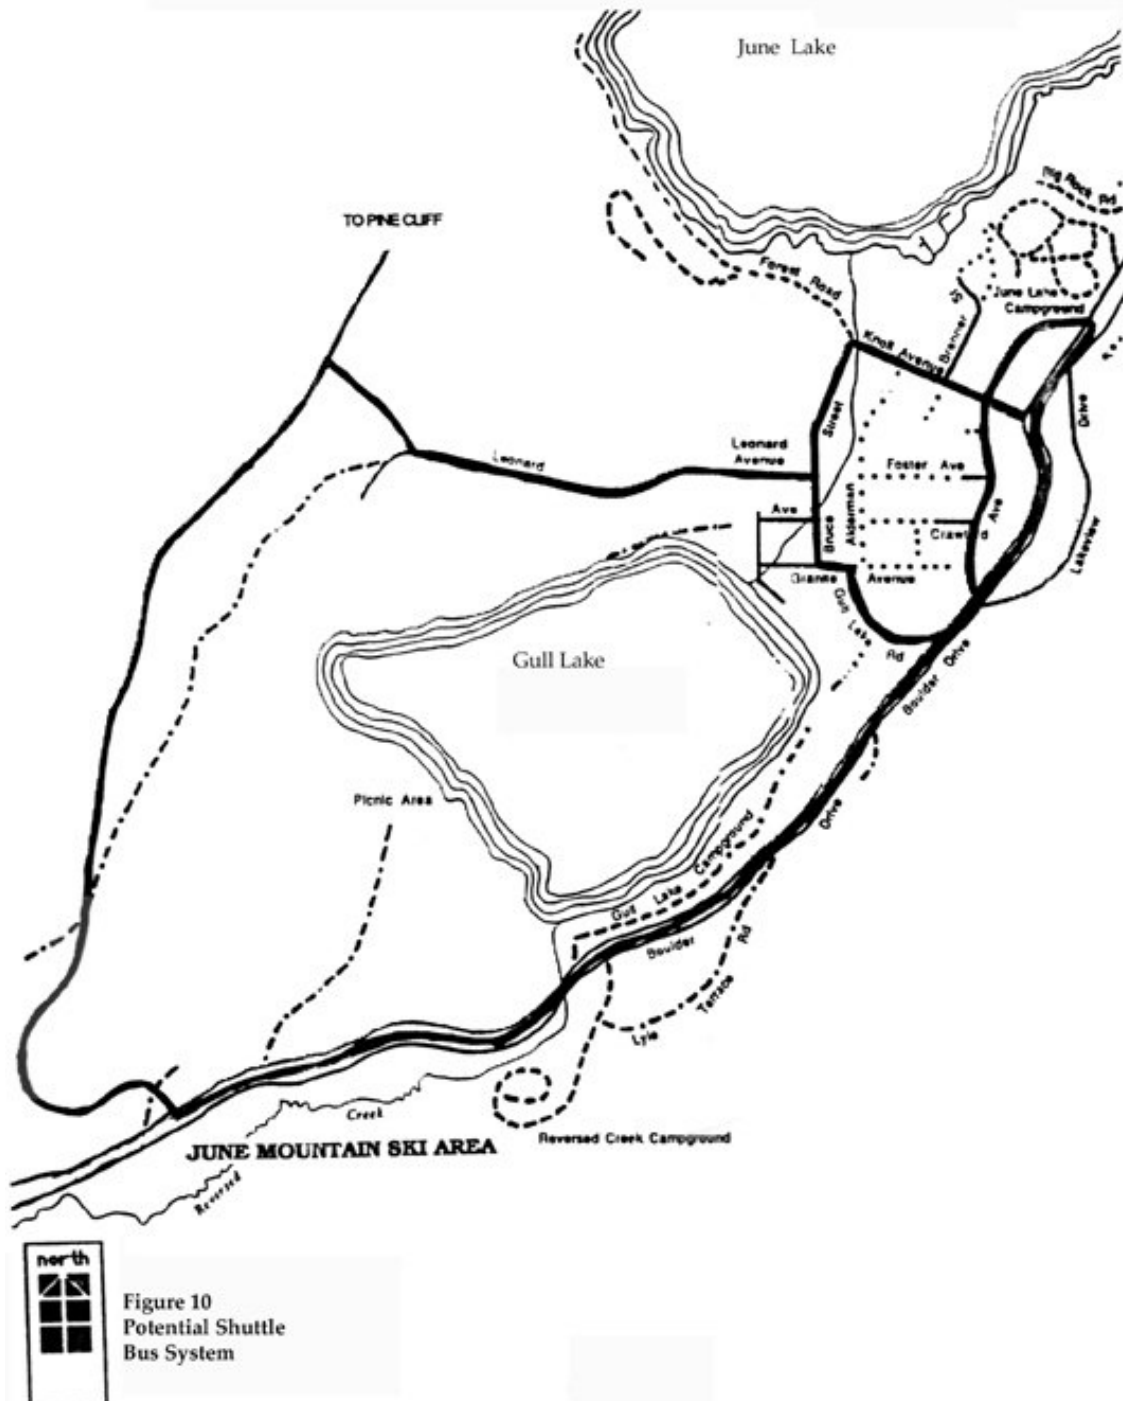 June Lake
Big Rock Rd
TO PINE CLIFF
Forest Road
June Lake
Campground
Brenner St
Knoll Avenue
Street
Drive
Leonard
Leonard
Avenue
Foster Ave
Ave
Ave
Bruce
Alderman
Crawford
Lakeview
Granite Avenue
Gull Lake Rd
Gull Lake
Boulder Drive
Picnic Area
Drive
Gull Lake Campground
Boulder
Lyle Terrace Rd
Creek
Reversed Creek Campground
JUNE MOUNTAIN SKI AREA
Reversed
north
Figure 10
Potential Shuttle
Bus System